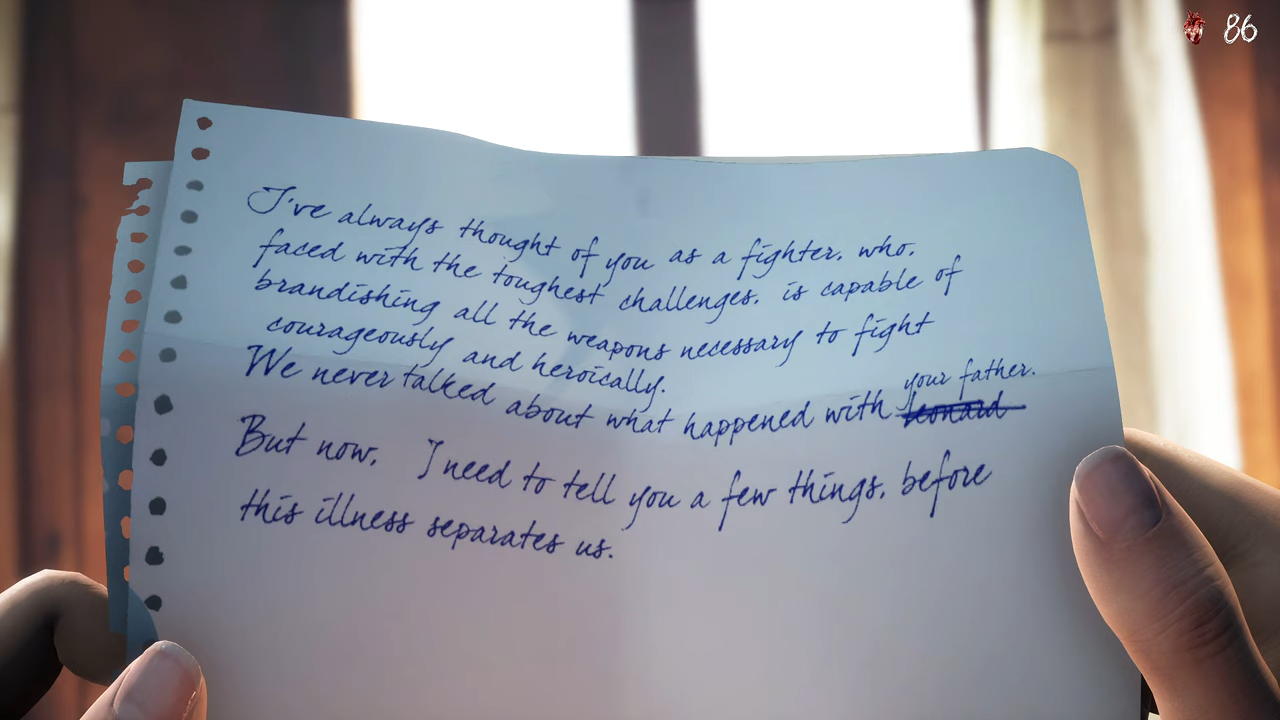 86
I've always thought of you as a fighter, who,
faced with the toughest challenges, is capable of
brandishing all the weapons necessary to fight
courageously and heroically.
We never talked about what happened with leonard your father.
But now, I need to tell you a few things, before
this illness separates us.